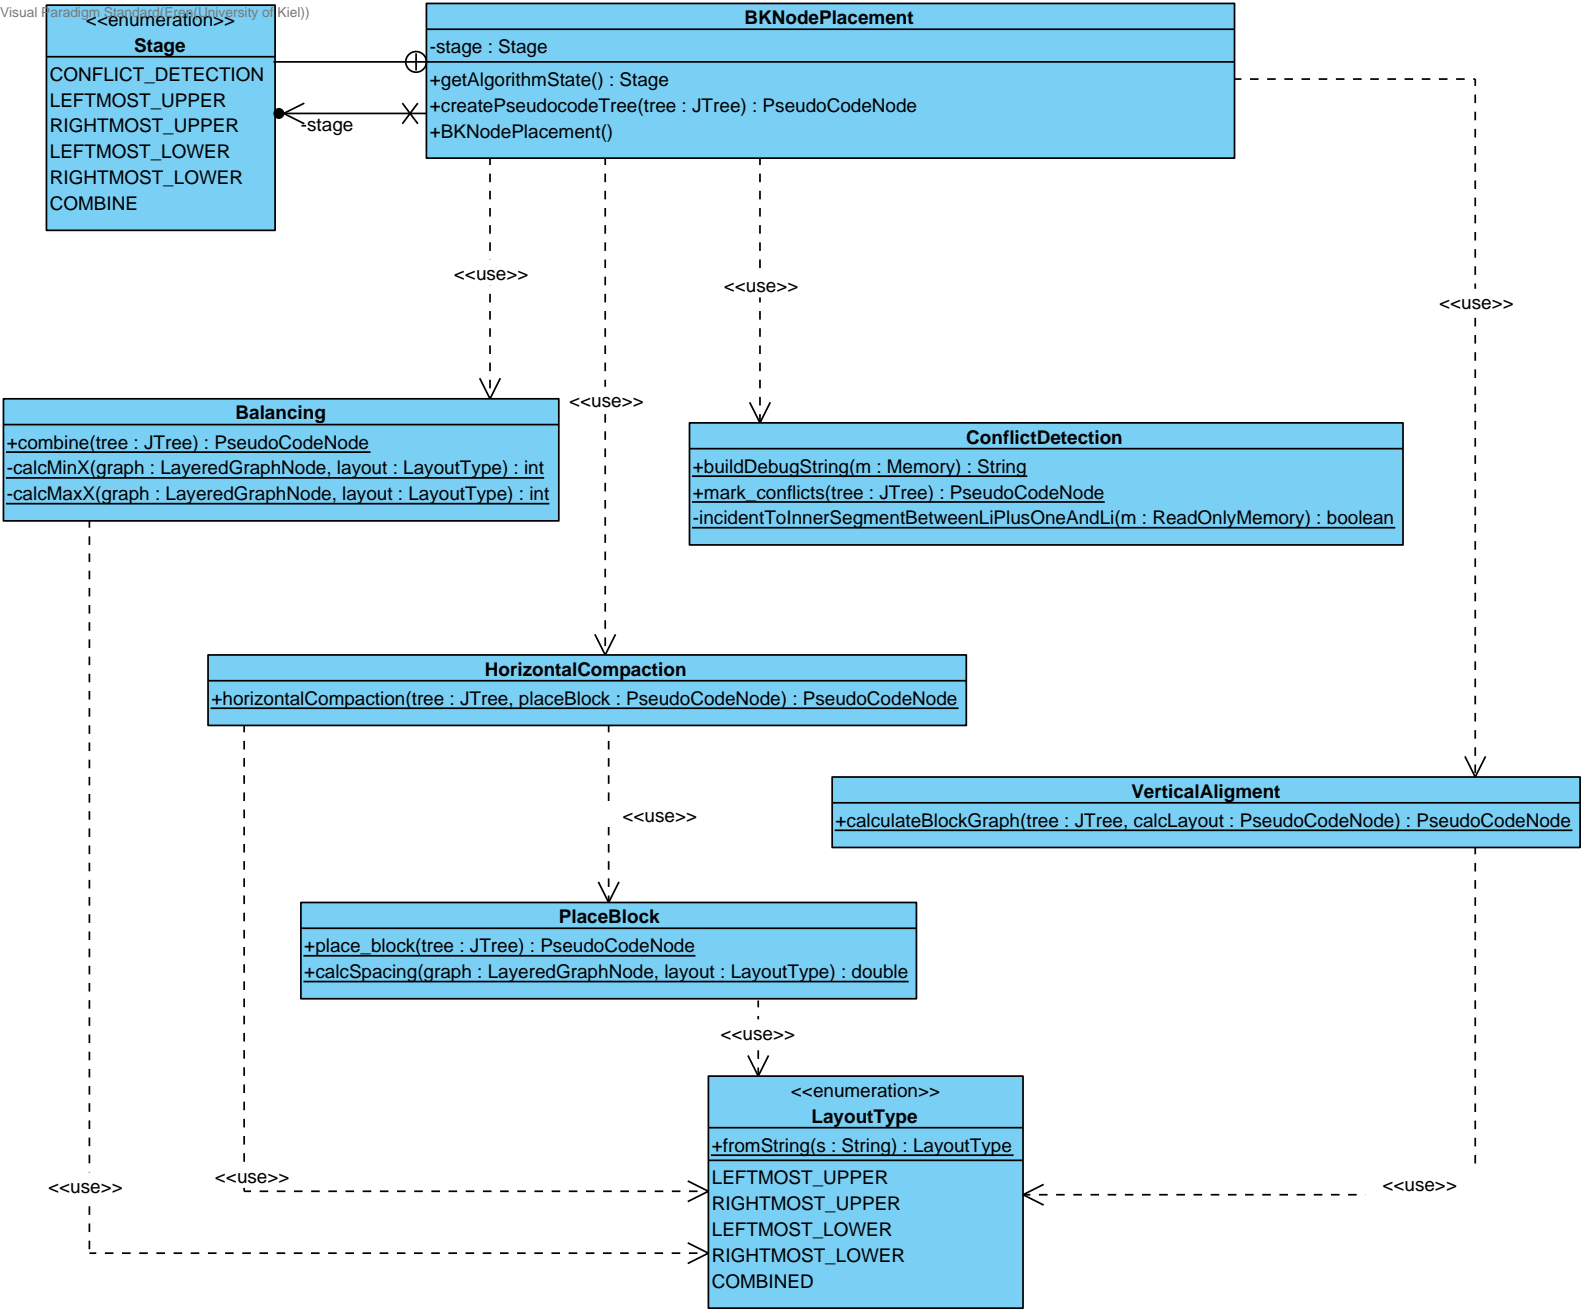 Visual Paradigm Standard(Eren(University of Kiel))
<<enumeration>>
Stage
CONFLICT_DETECTION
LEFTMOST_UPPER
RIGHTMOST_UPPER
LEFTMOST_LOWER
RIGHTMOST_LOWER
COMBINE
-stage
BKNodePlacement
-stage : Stage
+getAlgorithmState() : Stage
+createPseudocodeTree(tree : JTree) : PseudoCodeNode
+BKNodePlacement()
<<use>>
<<use>>
<<use>>
<<use>>
Balancing
+combine(tree : JTree) : PseudoCodeNode
-calcMinX(graph : LayeredGraphNode, layout : LayoutType) : int
-calcMaxX(graph : LayeredGraphNode, layout : LayoutType) : int
ConflictDetection
+buildDebugString(m : Memory) : String
+mark_conflicts(tree : JTree) : PseudoCodeNode
-incidentToInnerSegmentBetweenLiPlusOneAndLi(m : ReadOnlyMemory) : boolean
HorizontalCompaction
+horizontalCompaction(tree : JTree, placeBlock : PseudoCodeNode) : PseudoCodeNode
VerticalAligment
+calculateBlockGraph(tree : JTree, calcLayout : PseudoCodeNode) : PseudoCodeNode
<<use>>
PlaceBlock
+place_block(tree : JTree) : PseudoCodeNode
+calcSpacing(graph : LayeredGraphNode, layout : LayoutType) : double
<<use>>
<<use>>
<<use>>
<<use>>
<<enumeration>>
LayoutType
+fromString(s : String) : LayoutType
LEFTMOST_UPPER
RIGHTMOST_UPPER
LEFTMOST_LOWER
RIGHTMOST_LOWER
COMBINED